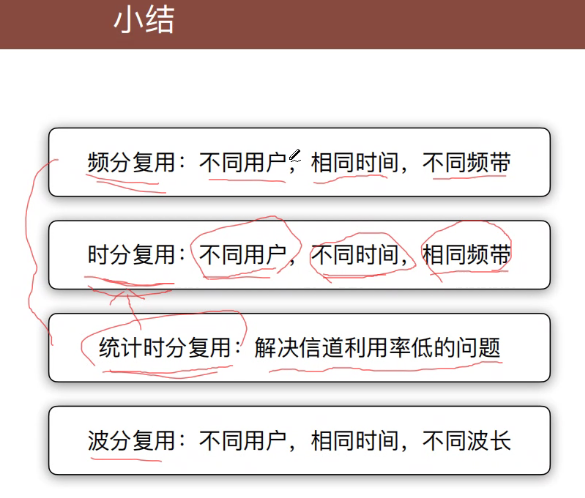 小结
频分复用：不同用户，相同时间，不同频带
时分复用：不同用户，不同时间，相同频带
统计时分复用：解决信道利用率低的问题
波分复用：不同用户，相同时间，不同波长